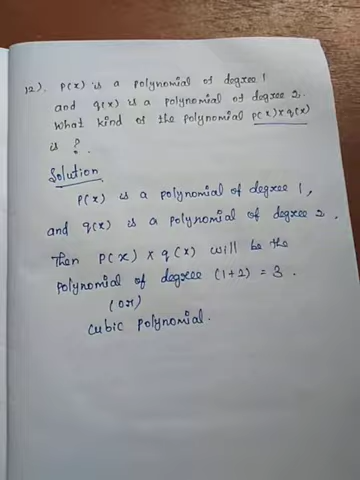 12). P(x) is a polynomial of degree 1
and q(x) is a polynomial of degree 2.
What kind of the polynomial P(x)x q(x)
is ?.
Solution
P(x) is a polynomial of degree 1,
and q(x) is a polynomial of degree 2.
Then P(x) x q(x) will be the
polynomial of degree (1+2) = 3.
(or)
Cubic polynomial.